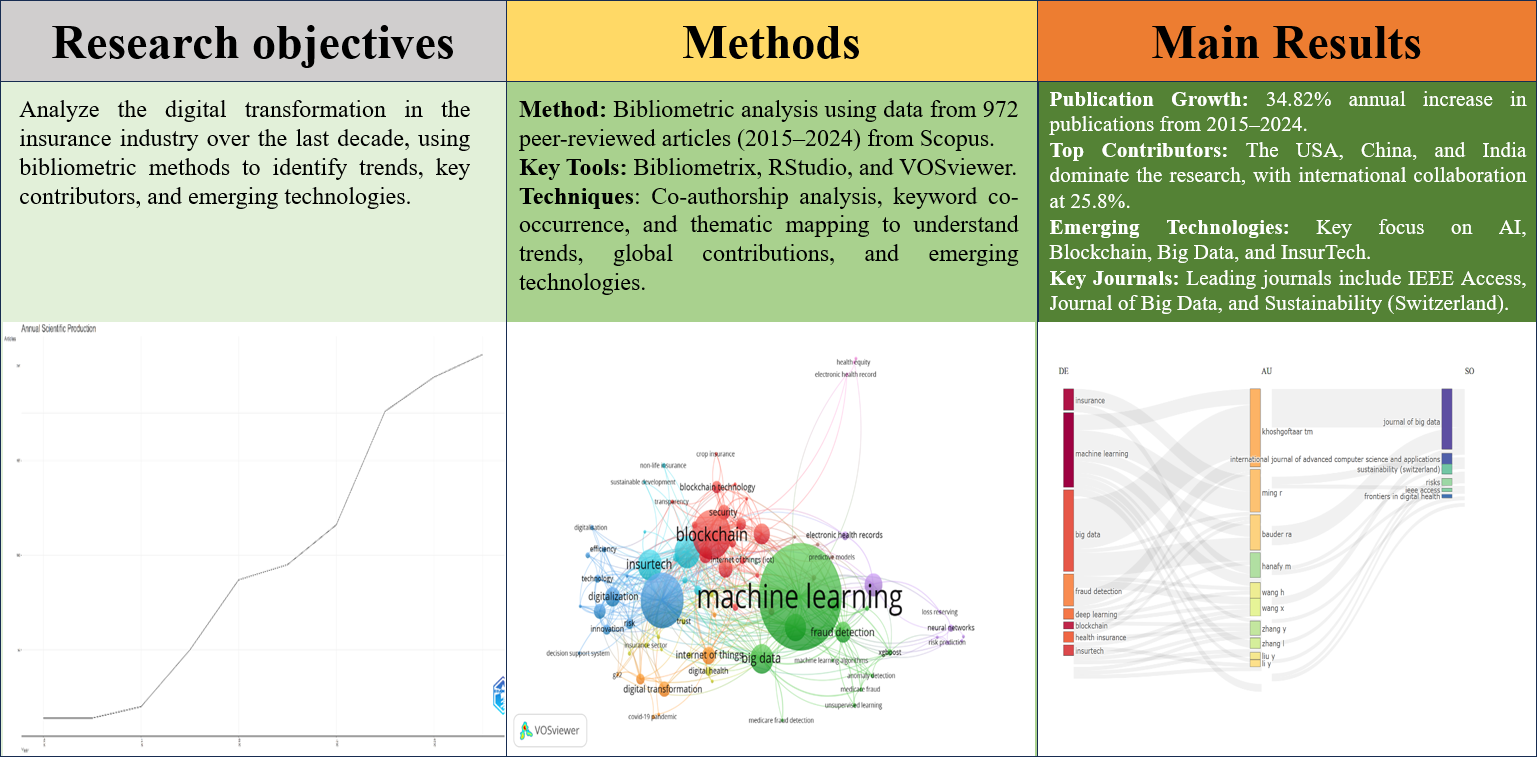 Research objectives
Methods
Main Results
Analyze the digital transformation in the
insurance industry over the last decade, using
bibliometric methods to identify trends, key
contributors, and emerging technologies.
Method: Bibliometric analysis using data from 972
peer-reviewed articles (2015–2024) from Scopus.
Key Tools: Bibliometrix, RStudio, and VOSviewer.
Techniques: Co-authorship analysis, keyword co-
occurrence, and thematic mapping to understand
trends, global contributions, and emerging
technologies.
Publication Growth: 34.82% annual increase in
publications from 2015–2024.
Top Contributors: The USA, China, and India
dominate the research, with international collaboration
at 25.8%.
Emerging Technologies: Key focus on AI,
Blockchain, Big Data, and InsurTech.
Key Journals: Leading journals include IEEE Access,
Journal of Big Data, and Sustainability (Switzerland).
Annual Scientific Production
Articles
health equity
electronic health record
crop insurance
non-life insurance
sustainable development
blockchain technology
transparency
security
digitalisation
blockchain
electronic health records
efficiency
predictive models
internet of things (iot)
insurtech
technology
digitalization
machine learning
loss reserving
innovation
risk
trust
fraud detection
neural networks
risk prediction
insurance sector
decision support system
internet of things
big data
machine learning algorithms
xgboost
digital health
g22
anomaly detection
digital transformation
medicare fraud
unsupervised learning
covid-19 pandemic
medicare fraud detection
VOSviewer
DE
AU
SO
insurance
machine learning
big data
fraud detection
deep learning
blockchain
health insurance
insurtech
khoshgoftaar tm
ming r
bauder ra
hanafy m
wang h
wang x
zhang y
zhang l
liu y
li y
journal of big data
international journal of advanced computer science and applications
sustainability (switzerland)
risks
ieee access
frontiers in digital health